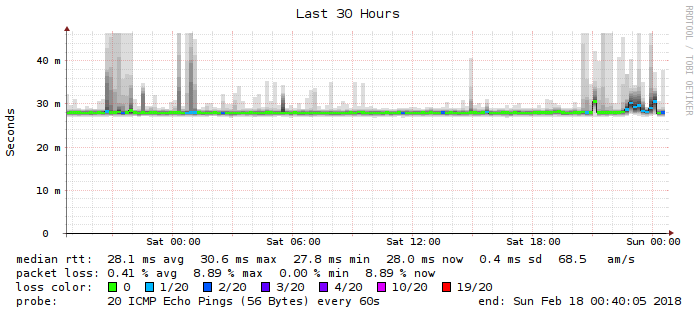 Last 30 Hours
RRDTOOL / TOBI OETIKER
Seconds
40 m
30 m
20 m
10 m
0
Sat 00:00 Sat 06:00 Sat 12:00 Sat 18:00 Sun 00:00
median rtt: 28.1 ms avg 30.6 ms max 27.8 ms min 28.0 ms now 0.4 ms sd 68.5 am/s
packet loss: 0.41 % avg 8.89 % max 0.00 % min 8.89 % now
loss color: 0 1/20 2/20 3/20 4/20 10/20 19/20
probe: 20 ICMP Echo Pings (56 Bytes) every 60s end: Sun Feb 18 00:40:05 2018